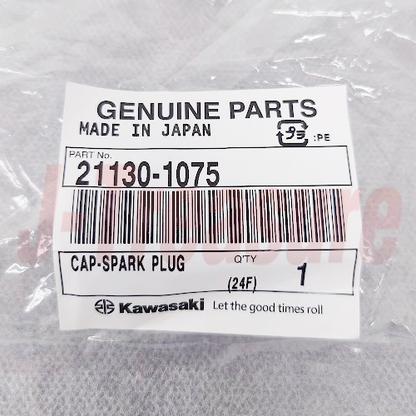 GENUINE PARTS
MADE IN JAPAN
プラ :PE
PART No.
21130-1075
CAP-SPARK PLUG
Q'TY
(24F) 1
Kawasaki Let the good times roll